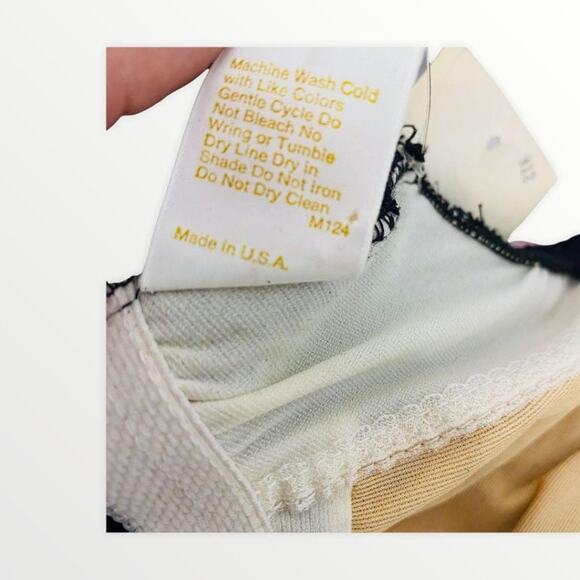 Machine Wash Cold
with Like Colors
Gentle Cycle Do
Not Bleach No
Wring or Tumble
Dry Line Dry in
Shade Do Not Iron
Do Not Dry Clean
M124
Made in U.S.A.